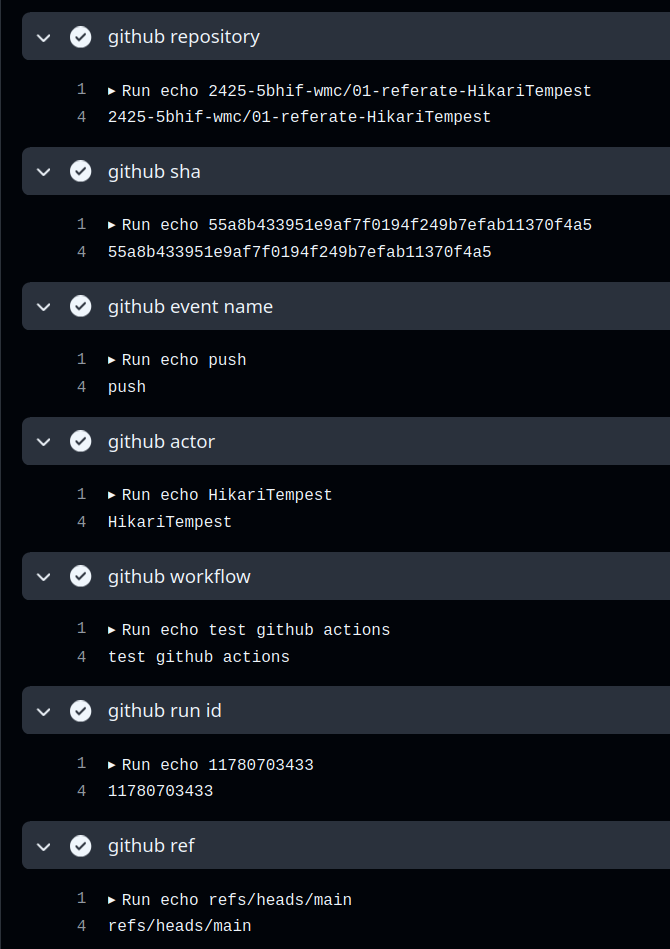 github repository
1 ▶ Run echo 2425-5bhif-wmc/01-referate-HikariTempest
4 2425-5bhif-wmc/01-referate-HikariTempest
github sha
1 ▶ Run echo 55a8b433951e9af7f0194f249b7efab11370f4a5
4 55a8b433951e9af7f0194f249b7efab11370f4a5
github event name
1 ▶ Run echo push
4 push
github actor
1 ▶ Run echo HikariTempest
4 HikariTempest
github workflow
1 ▶ Run echo test github actions
4 test github actions
github run id
1 ▶ Run echo 11780703433
4 11780703433
github ref
1 ▶ Run echo refs/heads/main
4 refs/heads/main